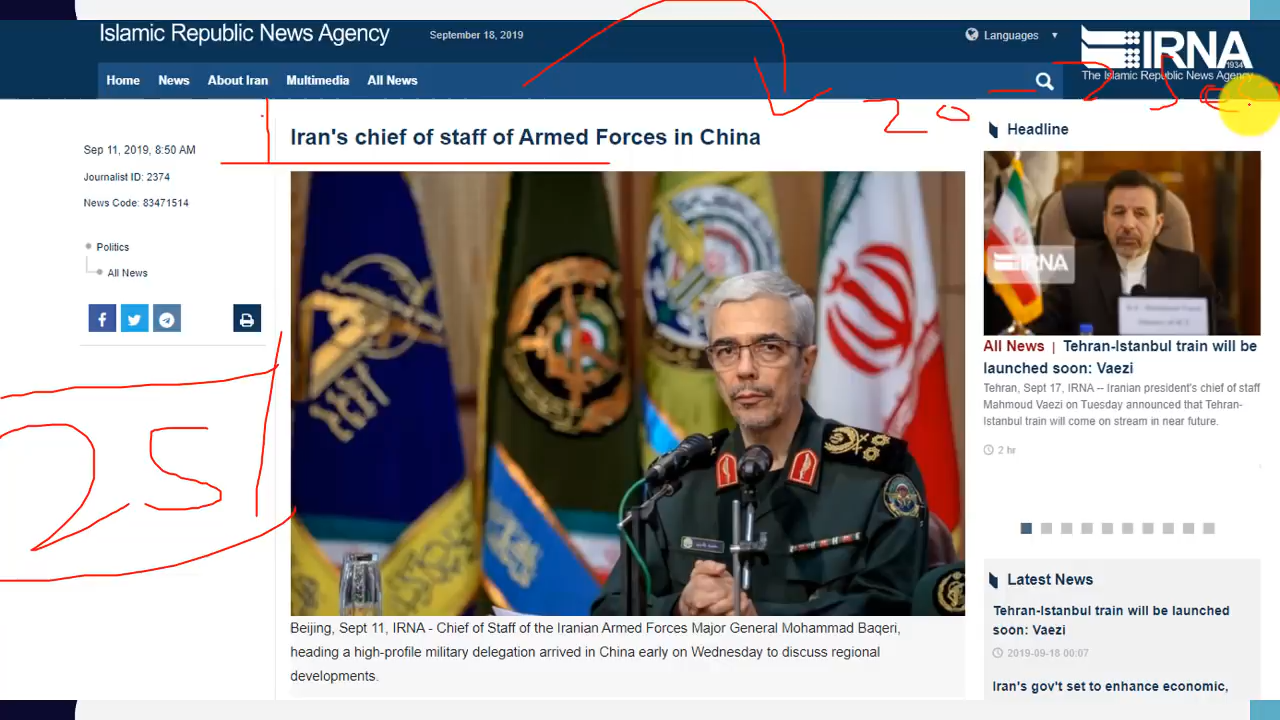 Islamic Republic News Agency
September 18, 2019
Languages
IRNA
1934
The Islamic Republic News Agency
Home News About Iran Multimedia All News
20 -
Sep 11, 2019, 8:50 AM
Journalist ID: 2374
News Code: 83471514
Politics
All News
25
Iran's chief of staff of Armed Forces in China
Beijing, Sept 11, IRNA - Chief of Staff of the Iranian Armed Forces Major General Mohammad Baqeri,
heading a high-profile military delegation arrived in China early on Wednesday to discuss regional
developments.
Headline
IRNA
All News | Tehran-Istanbul train will be
launched soon: Vaezi
Tehran, Sept 17, IRNA -- Iranian president's chief of staff
Mahmoud Vaezi on Tuesday announced that Tehran-
Istanbul train will come on stream in near future.
2 hr
Latest News
Tehran-Istanbul train will be launched
soon: Vaezi
2019-09-18 00:07
Iran's gov't set to enhance economic,